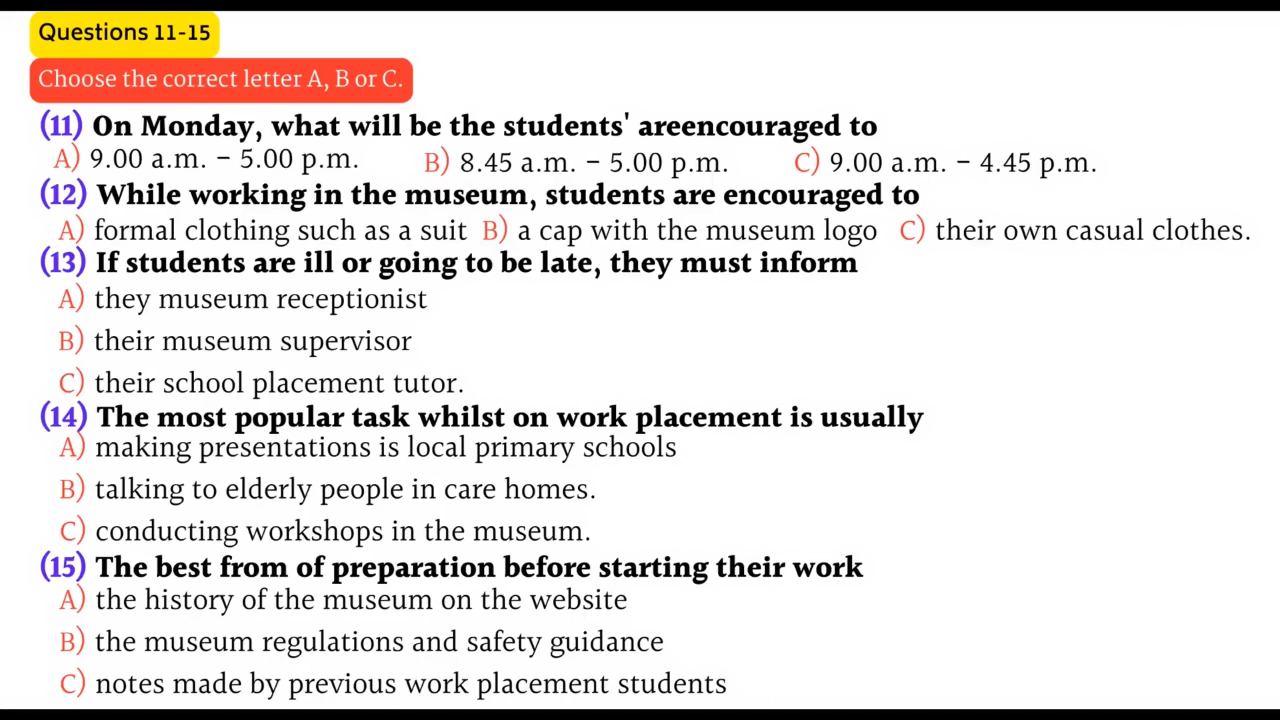 Questions 11-15
Choose the correct letter A, B or C.
(11) On Monday, what will be the students' areencouraged to
A) 9.00 a.m. – 5.00 p.m. B) 8.45 a.m. – 5.00 p.m. C) 9.00 a.m. – 4.45 p.m.
(12) While working in the museum, students are encouraged to
A) formal clothing such as a suit B) a cap with the museum logo C) their own casual clothes.
(13) If students are ill or going to be late, they must inform
A) they museum receptionist
B) their museum supervisor
C) their school placement tutor.
(14) The most popular task whilst on work placement is usually
A) making presentations is local primary schools
B) talking to elderly people in care homes.
C) conducting workshops in the museum.
(15) The best from of preparation before starting their work
A) the history of the museum on the website
B) the museum regulations and safety guidance
C) notes made by previous work placement students